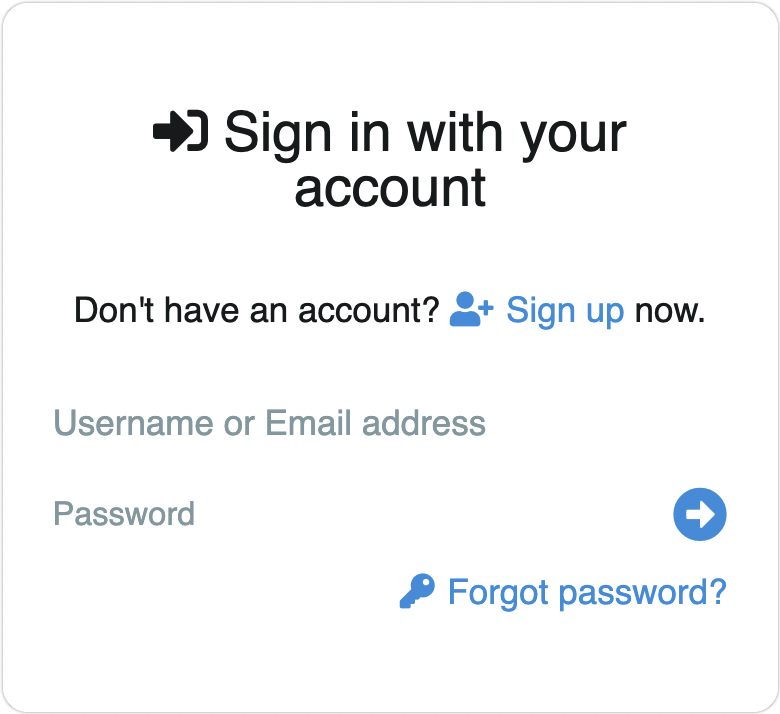 Sign in with your
account
Don't have an account? Sign up now.
Username or Email address
Password
Forgot password?